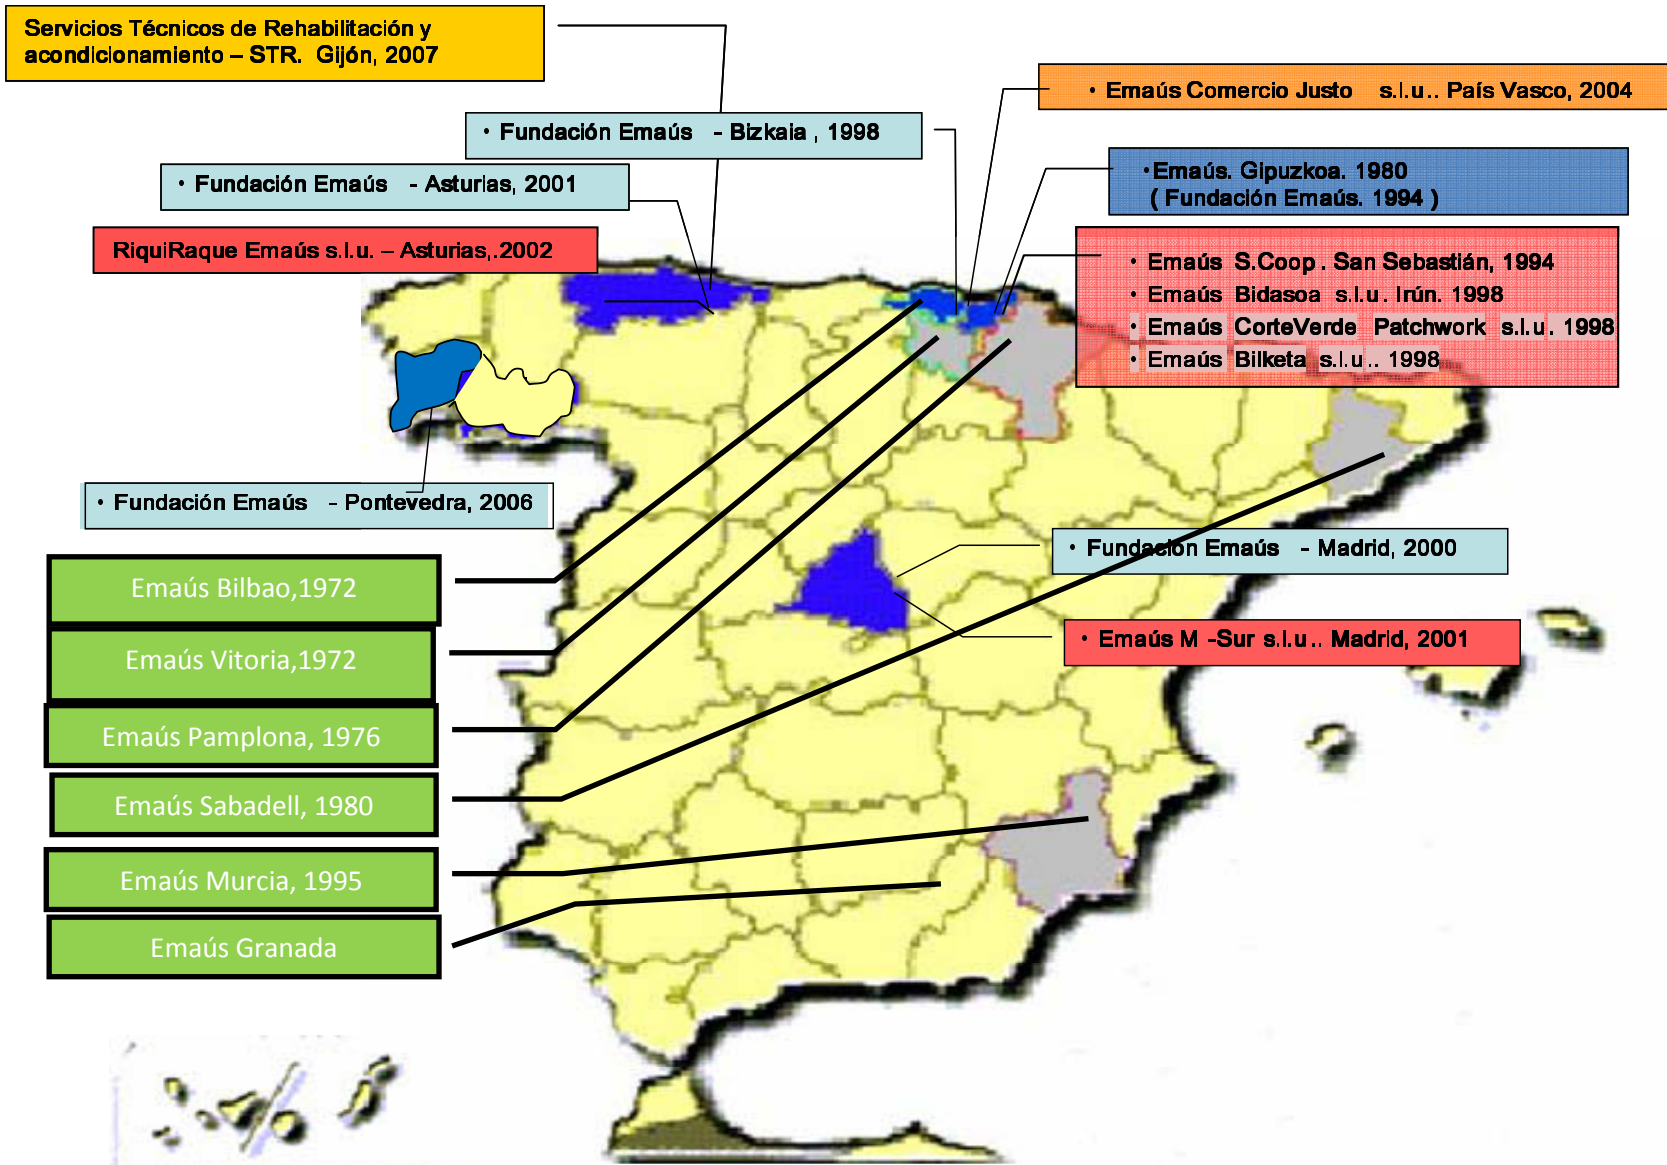 Servicios Técnicos de Rehabilitación y
acondicionamiento – STR. Gijón, 2007
• Emaús Comercio Justo s.l.u.. País Vasco, 2004
• Fundación Emaús - Bizkaia , 1998
• Fundación Emaús - Asturias, 2001
•Emaús. Gipuzkoa. 1980
( Fundación Emaús. 1994 )
RiquiRaque Emaús s.l.u. – Asturias,.2002
• Emaús S.Coop . San Sebastián, 1994
• Emaús Bidasoa s.l.u. Irún. 1998
• Emaús CorteVerde Patchwork s.l.u. 1998
• Emaús Bilketa s.l.u.. 1998
• Fundación Emaús - Pontevedra, 2006
• Fundación Emaús - Madrid, 2000
Emaús Bilbao,1972
• Emaús M -Sur s.l.u.. Madrid, 2001
Emaús Vitoria,1972
Emaús Pamplona, 1976
Emaús Sabadell, 1980
Emaús Murcia, 1995
Emaús Granada